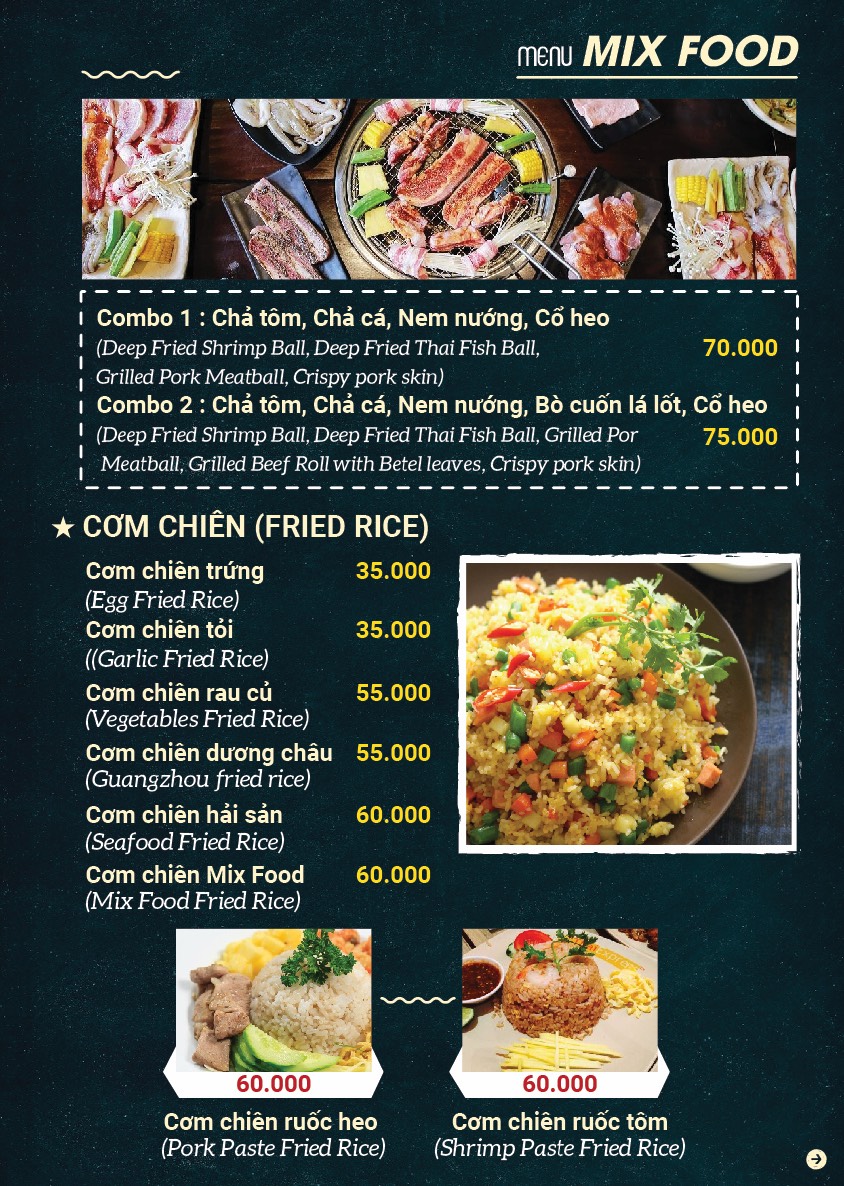 MENU MIX FOOD
Combo 1 : Chả tôm, Chả cá, Nem nướng, Cổ heo
(Deep Fried Shrimp Ball, Deep Fried Thai Fish Ball,
70.000
Grilled Pork Meatball, Crispy pork skin)
Combo 2 : Chả tôm, Chả cá, Nem nướng, Bò cuốn lá lốt, Cổ heo
(Deep Fried Shrimp Ball, Deep Fried Thai Fish Ball, Grilled Por
75.000
Meatball, Grilled Beef Roll with Betel leaves, Crispy pork skin)
★ CƠM CHIÊN (FRIED RICE)
Cơm chiên trứng 35.000
(Egg Fried Rice)
Cơm chiên tỏi 35.000
((Garlic Fried Rice)
Cơm chiên rau củ 55.000
(Vegetables Fried Rice)
Cơm chiên dương châu 55.000
(Guangzhou fried rice)
Cơm chiên hải sản 60.000
(Seafood Fried Rice)
Cơm chiên Mix Food 60.000
(Mix Food Fried Rice)
60.000
Cơm chiên ruốc heo
(Pork Paste Fried Rice)
60.000
Cơm chiên ruốc tôm
(Shrimp Paste Fried Rice)